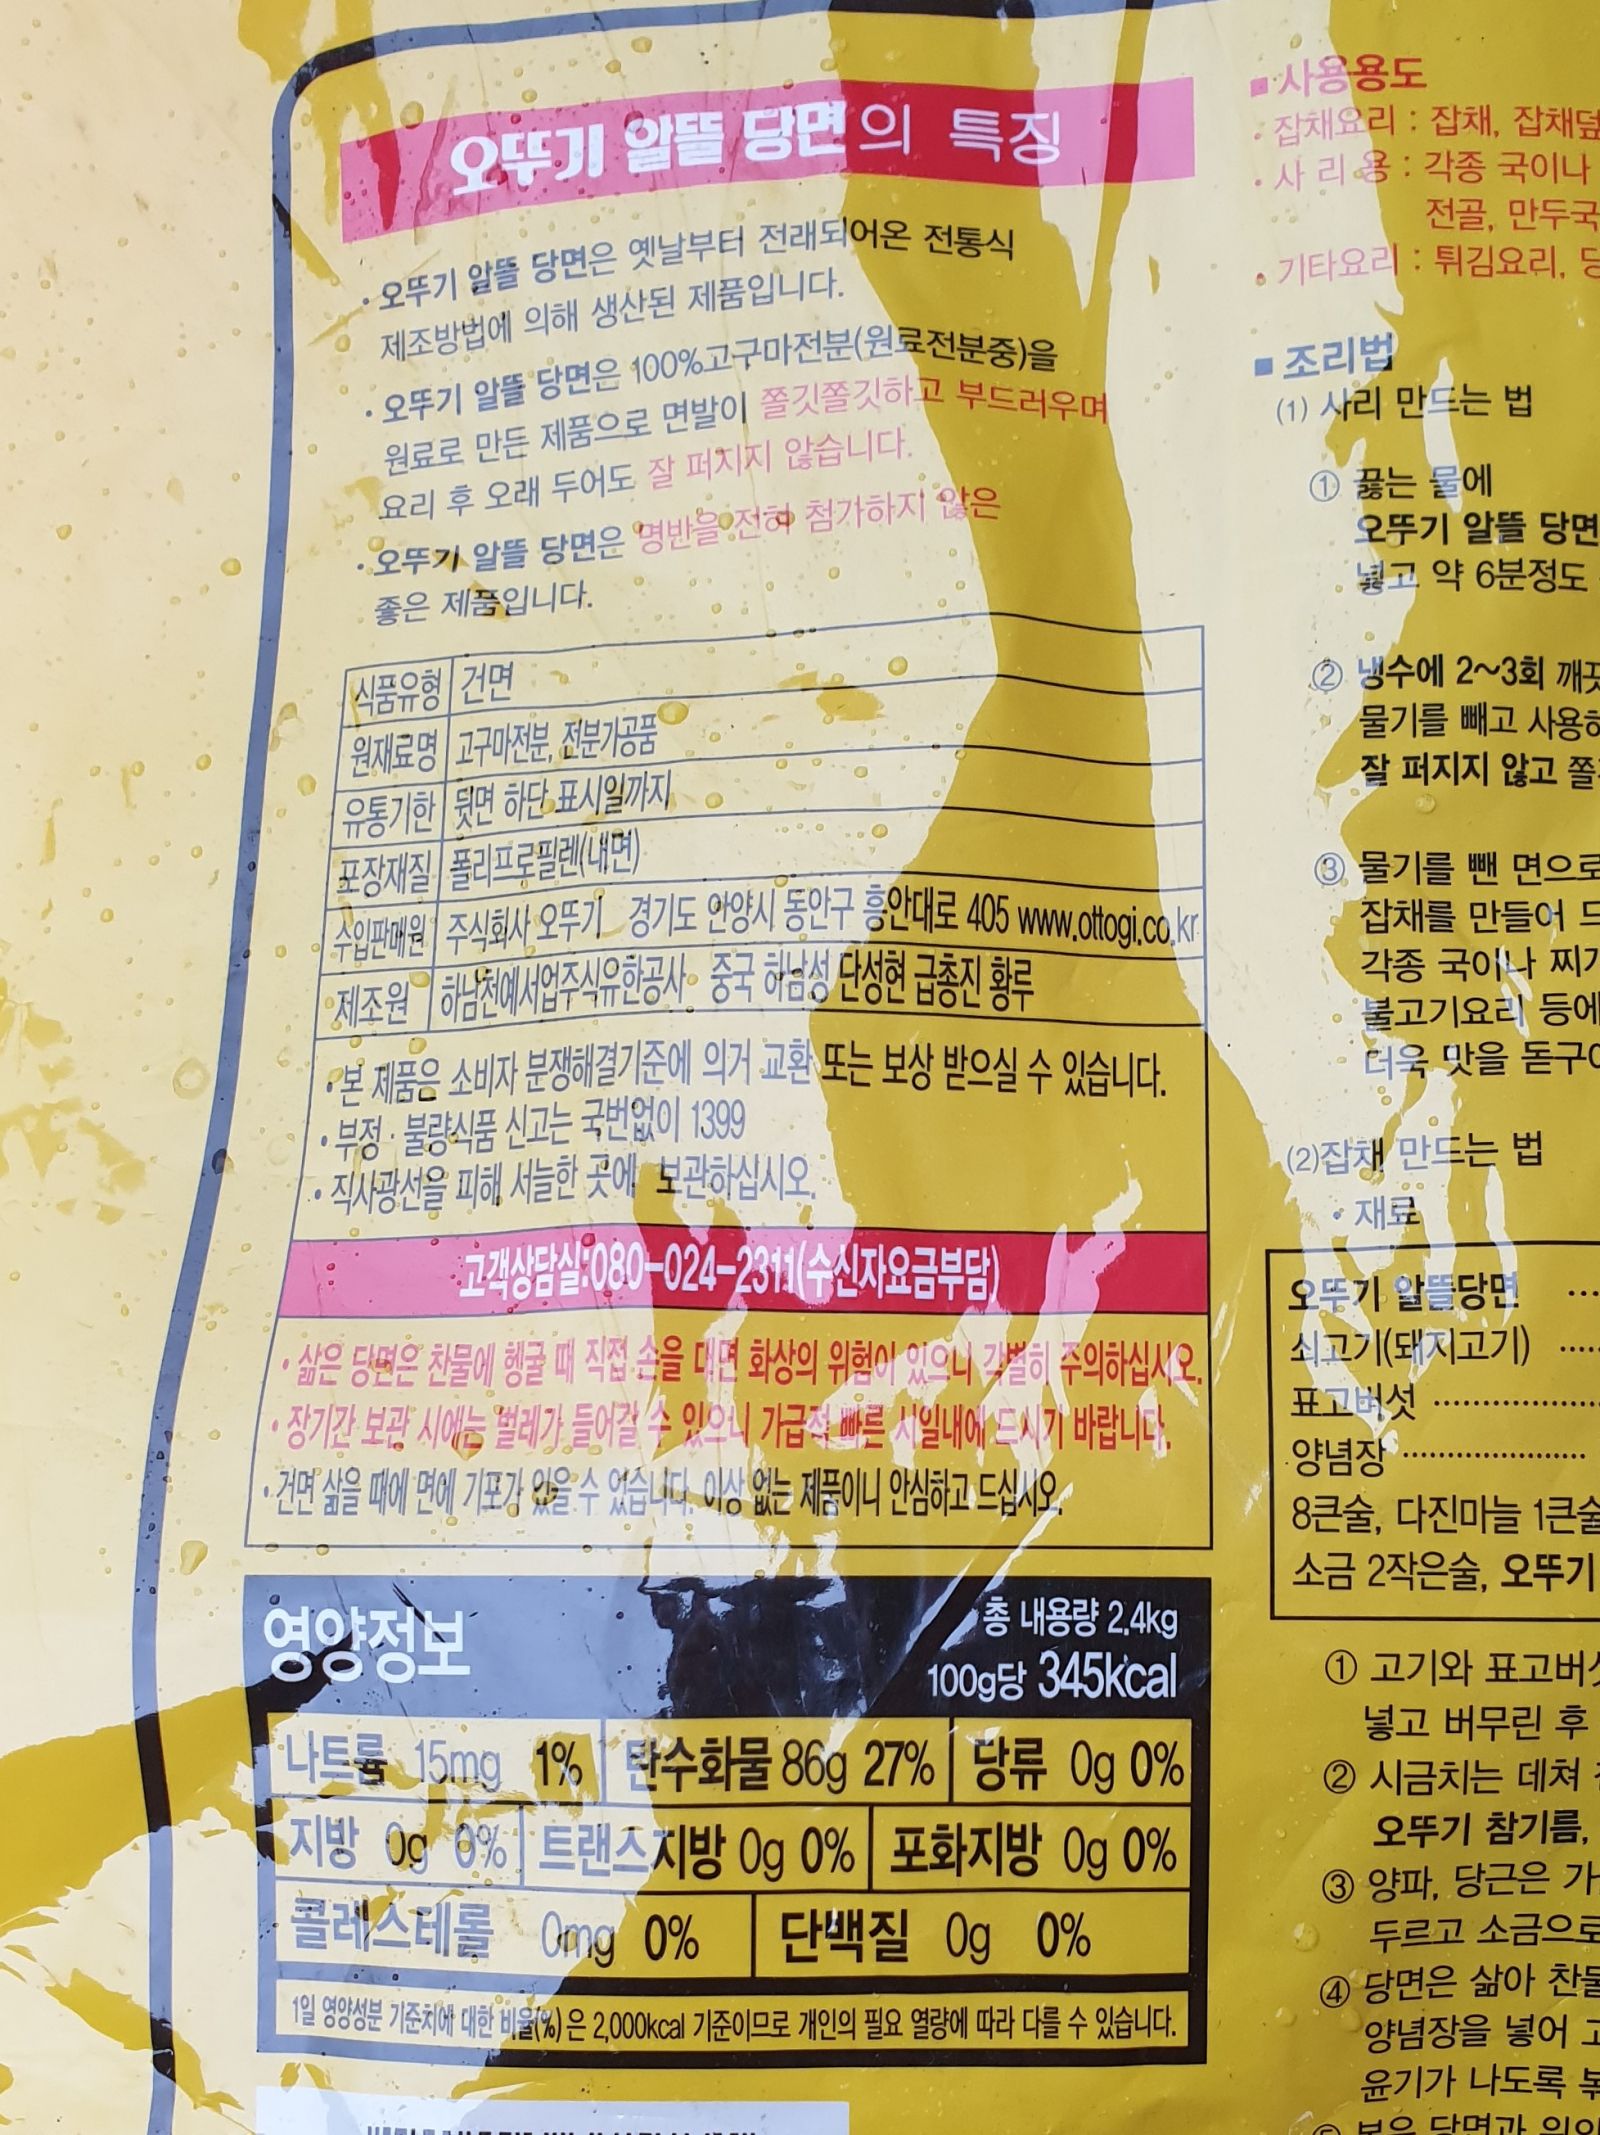 오뚜기 알뜰 당면의 특징
· 오뚜기 알뜰 당면은 옛날부터 전래되어온 전통식
제조방법에 의해 생산된 제품입니다.
· 오뚜기 알뜰 당면은 100%고구마전분(원료전분중)을
원료로 만든 제품으로 면발이 쫄깃쫄깃하고 부드러우며
요리 후 오래 두어도 잘 퍼지지 않습니다.
· 오뚜기 알뜰 당면은 명반을 전혀 첨가하지 않은
좋은 제품입니다.
식품유형 건면
원재료명 고구마전분, 전분가공품
유통기한 뒷면 하단 표시일까지
포장재질 폴리프로필렌(내면)
수입판매원 주식회사 오뚜기 경기도 안양시 동안구 흥안대로 405 www.ottogi.co.kr
제조원 하남천예서업주식유한공사 중국 허남성 단성현 급총진 황루
· 본 제품은 소비자 분쟁해결기준에 의거 교환 또는 보상 받으실 수 있습니다.
· 부정 · 불량식품 신고는 국번없이 1399
· 직사광선을 피해 서늘한 곳에 보관하십시오.
고객상담실:080-024-2311(수신자요금부담)
· 삶은 당면은 찬물에 헹굴 때 직접 손을 대면 화상의 위험이 있으니 각별히 주의하십시오.
· 장기간 보관 시에는 벌레가 들어갈 수 있으니 가급적 빠른 시일내에 드시기 바랍니다.
· 건면 삶을 때에 면에 기포가 있을 수 있습니다. 이상 없는 제품이니 안심하고 드십시오.
영양정보
총 내용량 2.4kg
100g당 345kcal
나트륨 15mg 1% 탄수화물 86g 27% 당류 0g 0%
지방 0g 0% 트랜스지방 0g 0% 포화지방 0g 0%
콜레스테롤 0mg 0% 단백질 0g 0%
1일 영양성분 기준치에 대한 비율(%)은 2,000kcal 기준이므로 개인의 필요 열량에 따라 다를 수 있습니다.
■ 사용용도
· 잡채요리 : 잡채, 잡채덮
· 사 리 용 : 각종 국이나
전골, 만두국
· 기타요리 : 튀김요리,
■ 조리법
(1) 사리 만드는 법
① 끓는 물에
오뚜기 알뜰 당면
넣고 약 6분정도
② 냉수에 2~3회 깨끗
물기를 빼고 사용하
잘 퍼지지 않고 쫄
③ 물기를 뺀 면으로
잡채를 만들어 드
각종 국이나 찌개
불고기요리 등에
더욱 맛을 돋구어
(2)잡채 만드는 법
· 재료
오뚜기 알뜰당면 ···
쇠고기(돼지고기) ·····
표고버섯 ··················
양념장 ····················
8큰술, 다진마늘 1큰술
소금 2작은술, 오뚜기
① 고기와 표고버섯
넣고 버무린 후
② 시금치는 데쳐
오뚜기 참기름,
③ 양파, 당근은 가
두르고 소금으로
④ 당면은 삶아 찬물
양념장을 넣어 고
윤기가 나도록 볶
⑤ 볶은 당면과